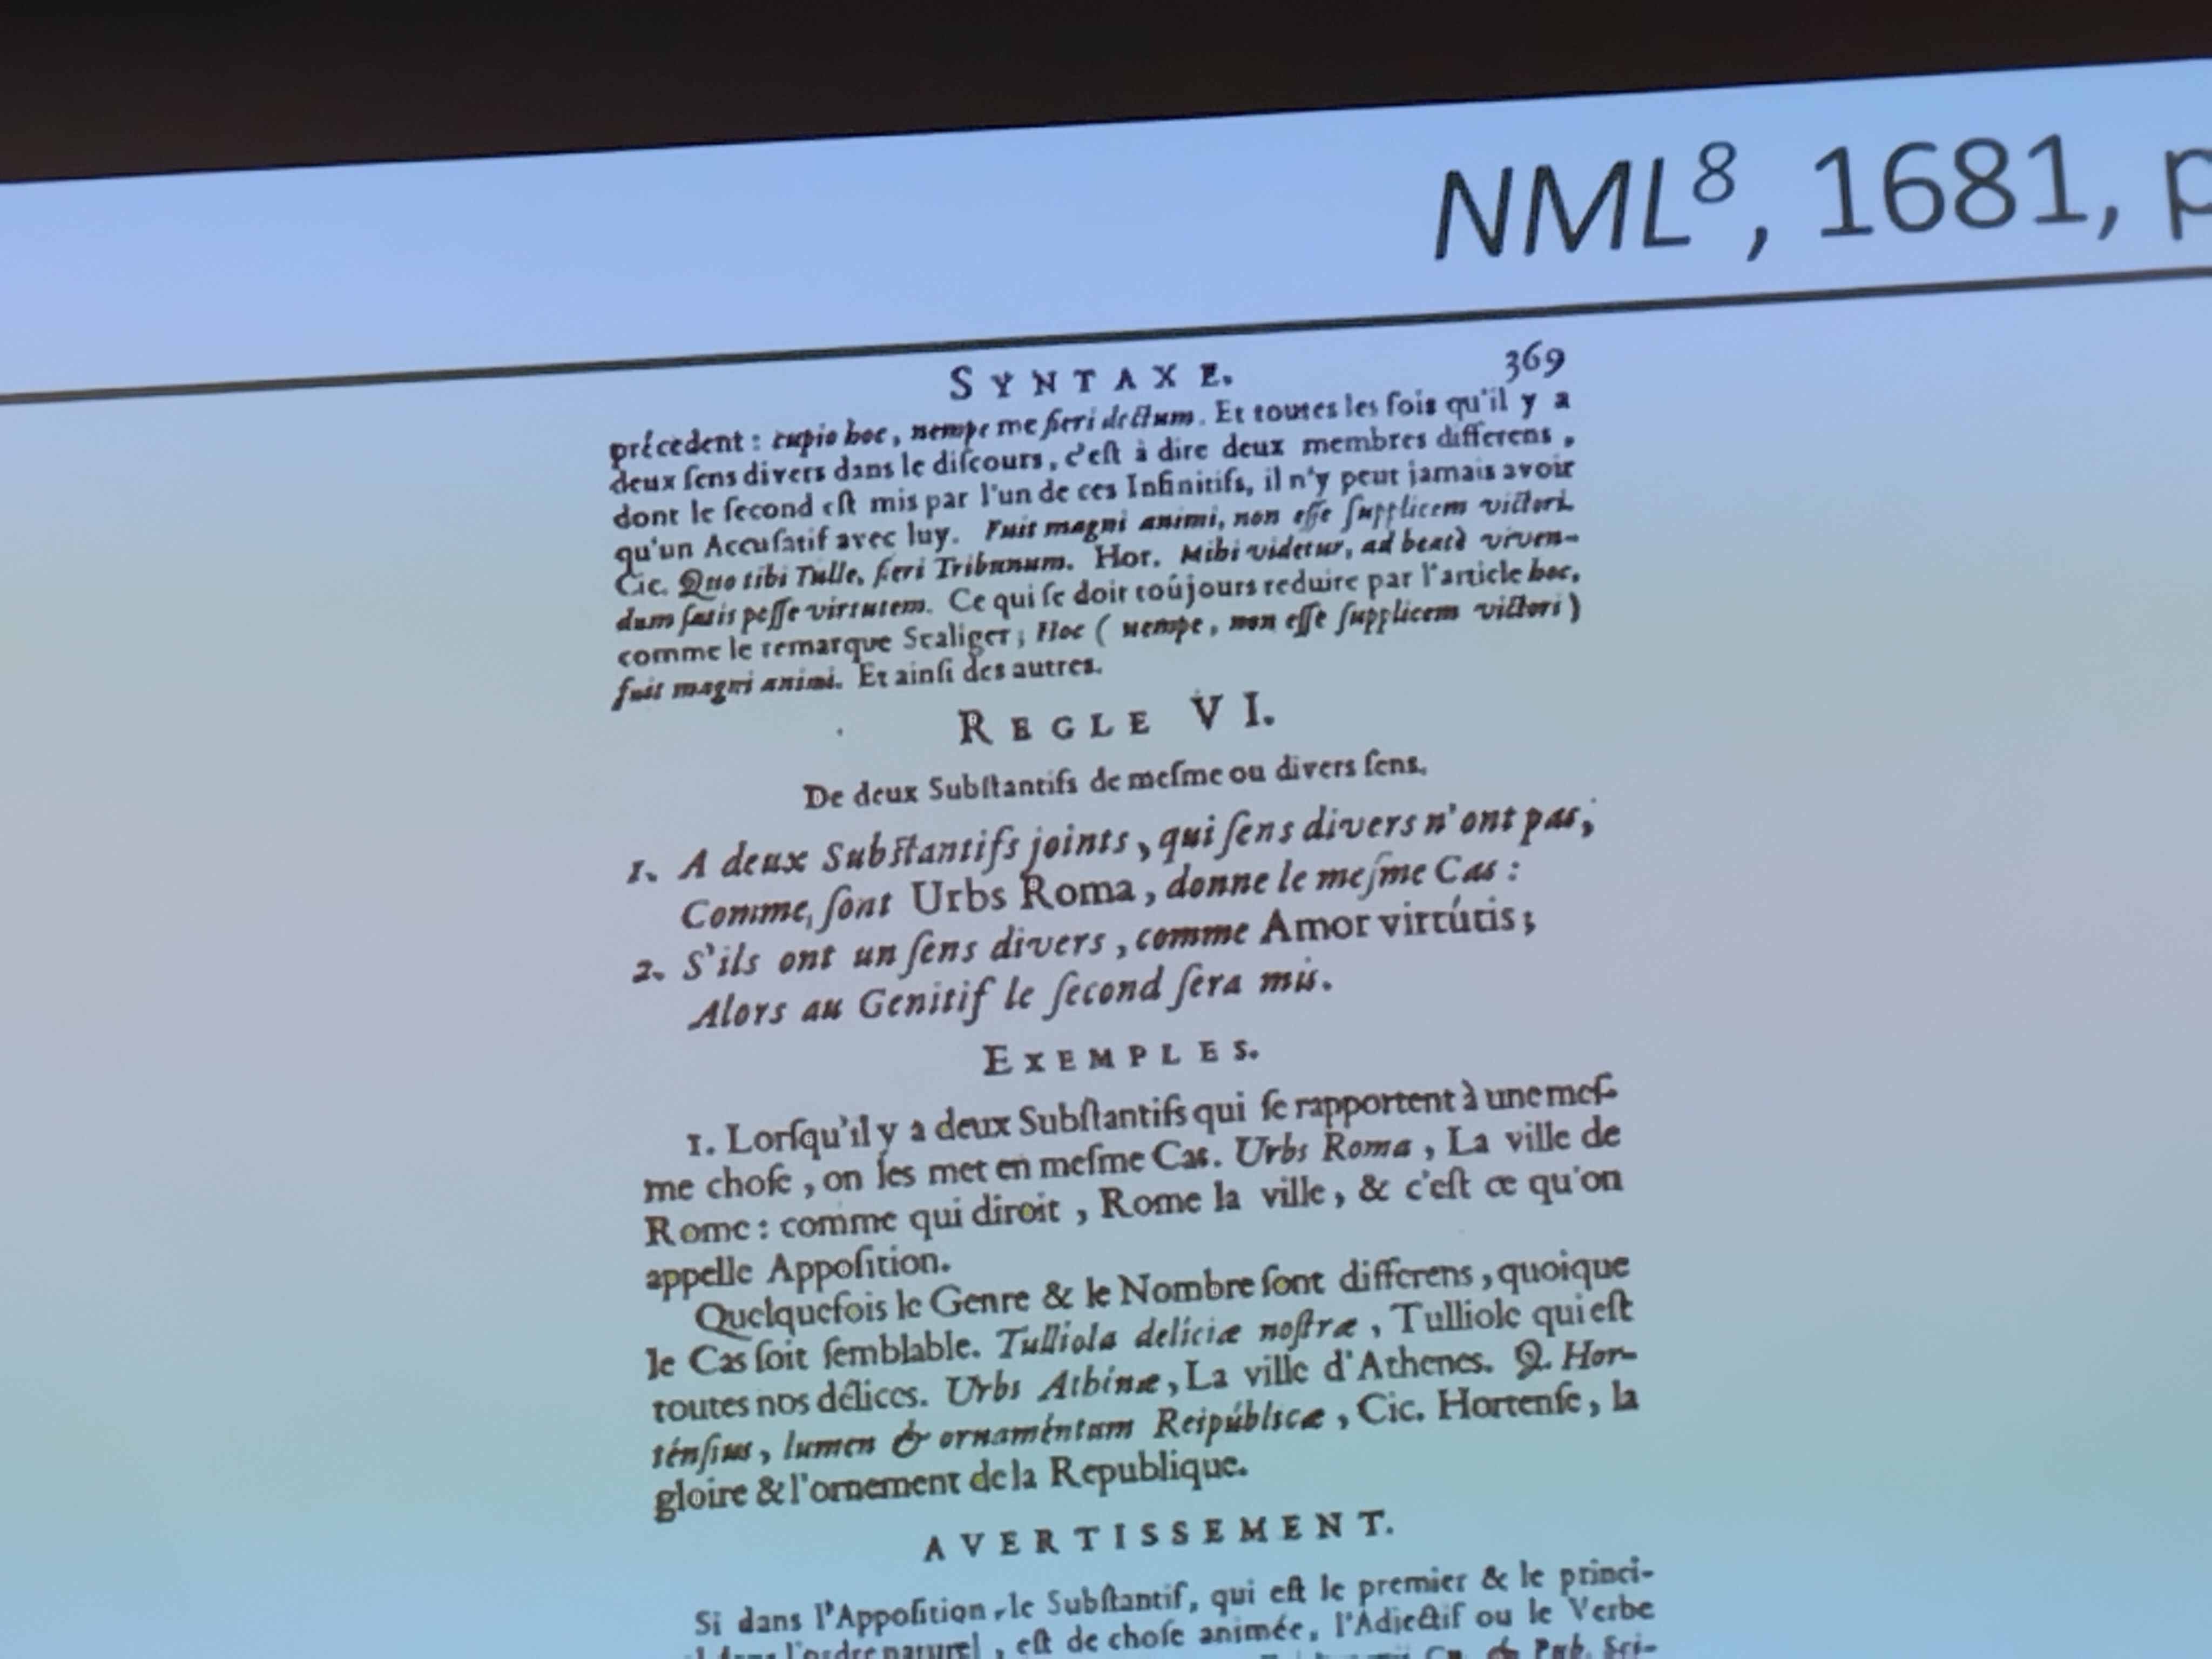 NML⁸, 1681, p
SYNTAXE. 369
précedent : cupio hoc, nempe me fieri doctum. Et toutes les fois qu'il y a
deux ſens divers dans le diſcours, c'eſt à dire deux membres differens,
dont le ſecond eſt mis par l'un de ces Infinitifs, il n'y peut jamais avoir
qu'un Accuſatif avec luy. Fuit magni animi, non eſſe ſupplicem victori.
Cic. Quo tibi Tulle, fieri Tribunum. Hor. Mihi videtur, ad beatè viven-
dum ſatis poſſe virtutem. Ce qui ſe doit toûjours reduire par l'article hoc,
comme le remarque Scaliger; Hoc ( nempe, non eſſe ſupplicem victori )
fuit magni animi. Et ainſi des autres.
REGLE VI.
De deux Subſtantifs de meſme ou divers ſens.
1. A deux Subſtantifs joints, qui ſens divers n'ont pas,
Comme, ſont Urbs Roma, donne le meſme Cas :
2. S'ils ont un ſens divers, comme Amor virtútis;
Alors au Genitif le ſecond ſera mis.
EXEMPLES.
1. Lorſqu'il y a deux Subſtantifs qui ſe rapportent à une meſ-
me choſe, on les met en meſme Cas. Urbs Roma, La ville de
Rome : comme qui diroit, Rome la ville, & c'eſt ce qu'on
appelle Appoſition.
Quelquefois le Genre & le Nombre ſont differens, quoique
le Cas ſoit ſemblable. Tulliola delíciæ noſtræ, Tulliole qui eſt
toutes nos délices. Urbs Athénæ, La ville d'Athenes. Q. Hor-
ténſius, lumen & ornaméntum Reipúblicæ, Cic. Hortenſe, la
gloire & l'ornement de la Republique.
AVERTISSEMENT.
Si dans l'Appoſition, le Subſtantif, qui eſt le premier & le princi-
l'ordre naturel, eſt de choſe animée, l'Adjectif ou le Verbe
& Pub. Sci-